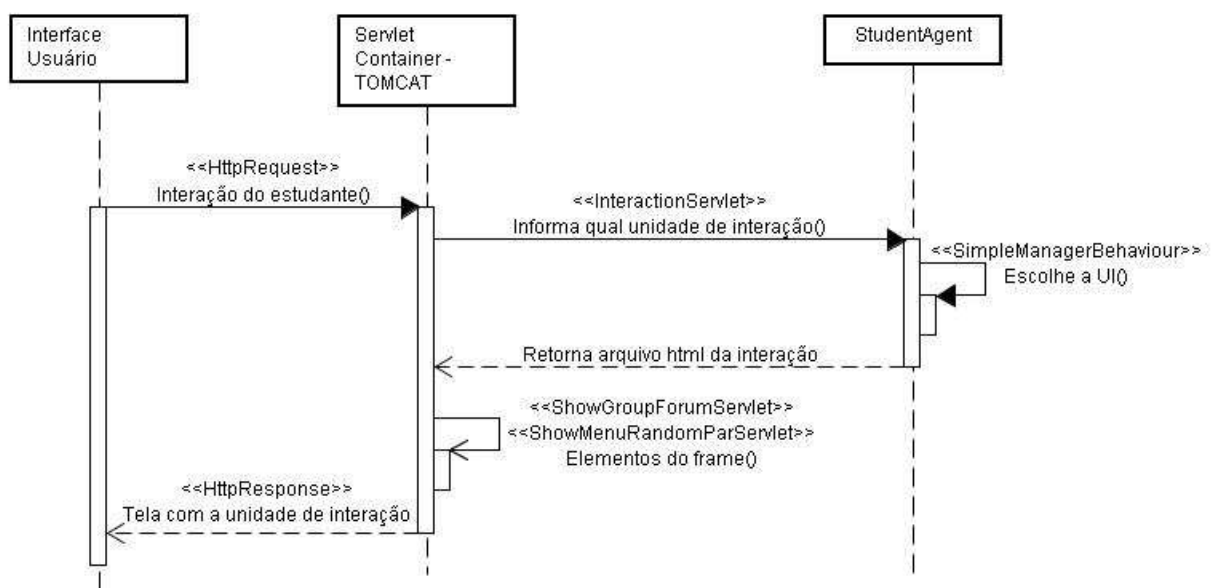 Interface
Usuário
Servlet
Container -
TOMCAT
StudentAgent
<<HttpRequest>>
Interação do estudante()
<<InteractionServlet>>
Informa qual unidade de interação()
<<SimpleManagerBehaviour>>
Escolhe a UI()
Retorna arquivo html da interação
<<ShowGroupForumServlet>>
<<ShowMenuRandomParServlet>>
Elementos do frame()
<<HttpResponse>>
Tela com a unidade de interação